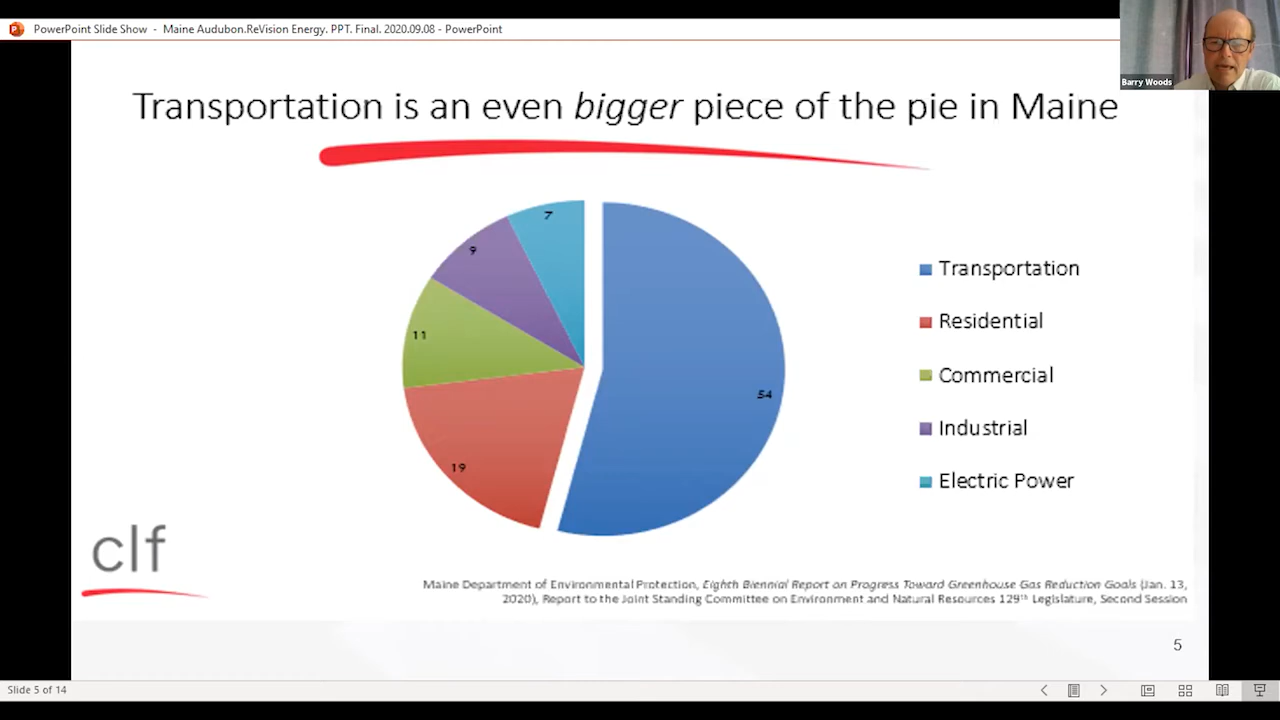 PowerPoint Slide Show - Maine Audubon.ReVision Energy. PPT. Final. 2020.09.08 - PowerPoint
Barry Woods
Transportation is an even bigger piece of the pie in Maine
7
9
11
19
54
Transportation
Residential
Commercial
Industrial
Electric Power
clf
Maine Department of Environmental Protection, Eighth Biennial Report on Progress Toward Greenhouse Gas Reduction Goals (Jan. 13,
2020), Report to the Joint Standing Committee on Environment and Natural Resources 129th Legislature, Second Session
5
Slide 5 of 14